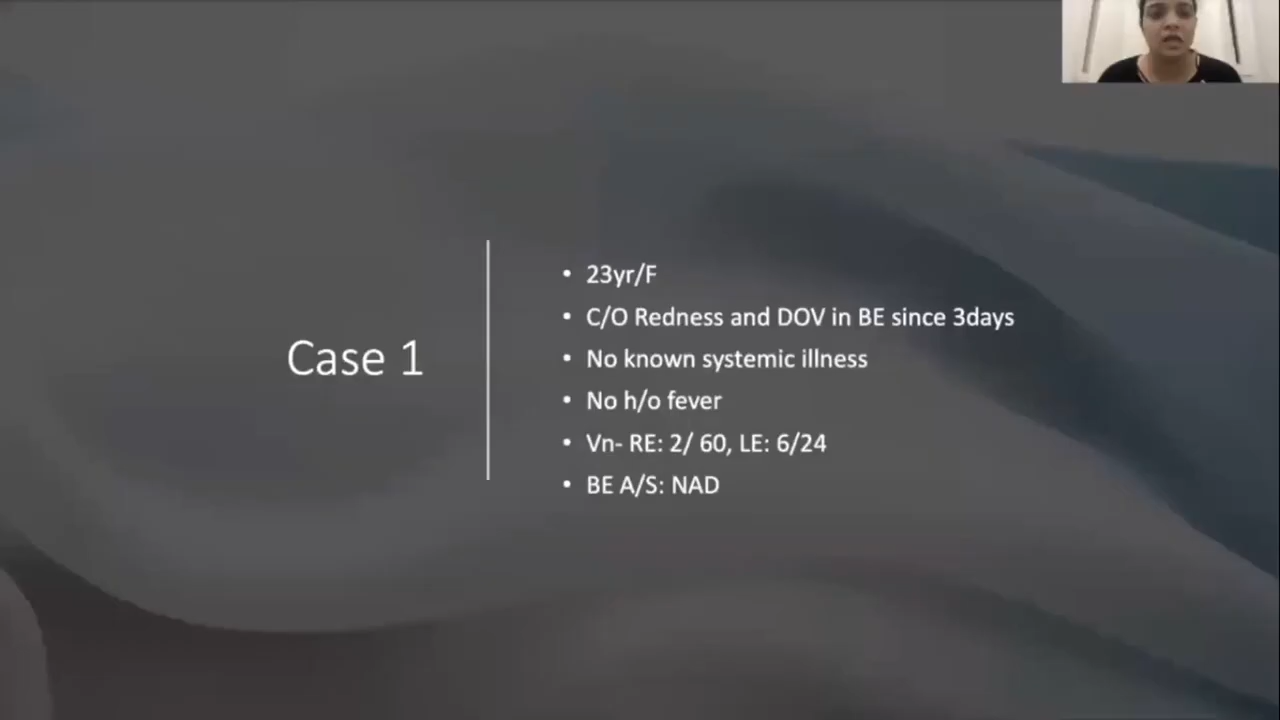 Case 1
• 23yr/F
• C/O Redness and DOV in BE since 3days
• No known systemic illness
• No h/o fever
• Vn- RE: 2/ 60, LE: 6/24
• BE A/S: NAD